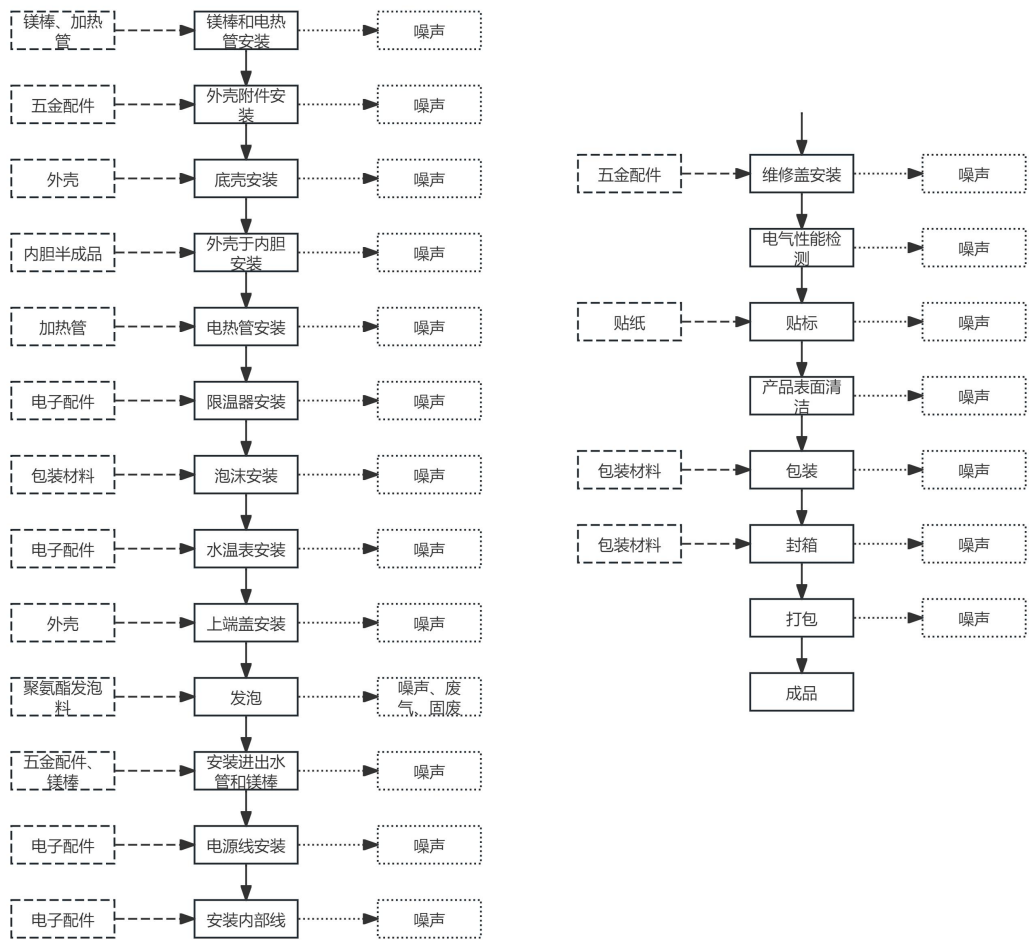 镁棒、加热
管
镁棒和电热
管安装
噪声
五金配件
外壳附件安
装
噪声
外壳
底壳安装
噪声
内胆半成品
外壳于内胆
安装
噪声
加热管
电热管安装
噪声
电子配件
限温器安装
噪声
包装材料
泡沫安装
噪声
电子配件
水温表安装
噪声
外壳
上端盖安装
噪声
聚氨酯发泡
料
发泡
噪声、废
气、固废
五金配件、
镁棒
安装进出水
管和镁棒
噪声
电子配件
电源线安装
噪声
电子配件
安装内部线
噪声
五金配件
维修盖安装
噪声
电气性能检
测
噪声
贴纸
贴标
噪声
产品表面清
洁
噪声
包装材料
包装
噪声
包装材料
封箱
噪声
打包
噪声
成品